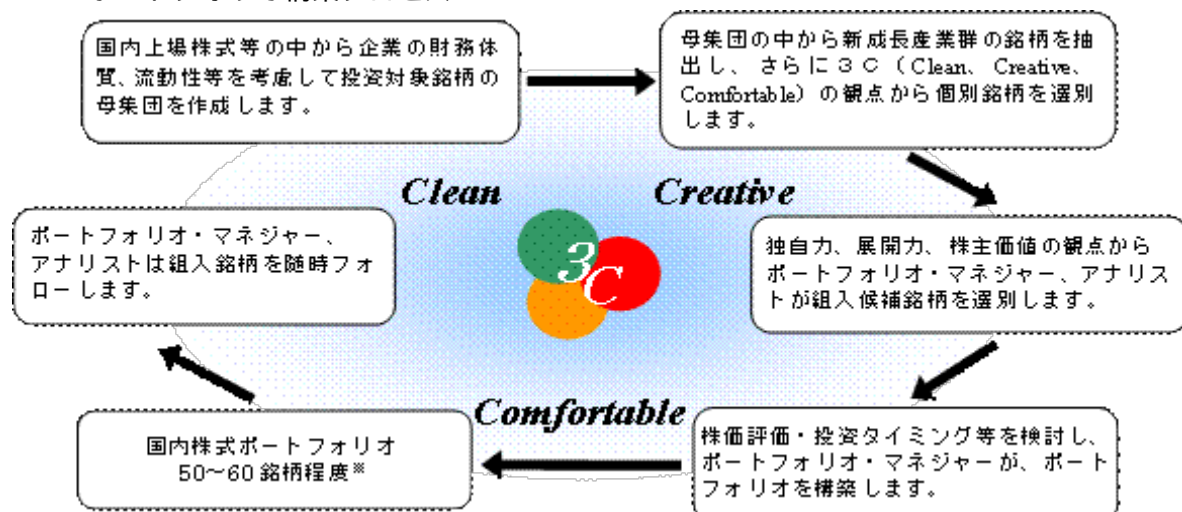 国内上場株式等の中から企業の財務体
質、流動性等を考慮して投資対象銘柄の
母集団を作成します。
母集団の中から新成長産業群の銘柄を抽
出し、さらに３Ｃ（Clean、Creative、
Comfortable）の観点から個別銘柄を選別
します。
Clean
Creative
ポートフォリオ・マネジャー、
アナリストは組入銘柄を随時フォ
ローします。
3C
独自力、展開力、株主価値の観点から
ポートフォリオ・マネジャー、アナリス
トが組入候補銘柄を選別します。
Comfortable
国内株式ポートフォリオ
50～60銘柄程度※
株価評価・投資タイミング等を検討し、
ポートフォリオ・マネジャーが、ポート
フォリオを構築します。